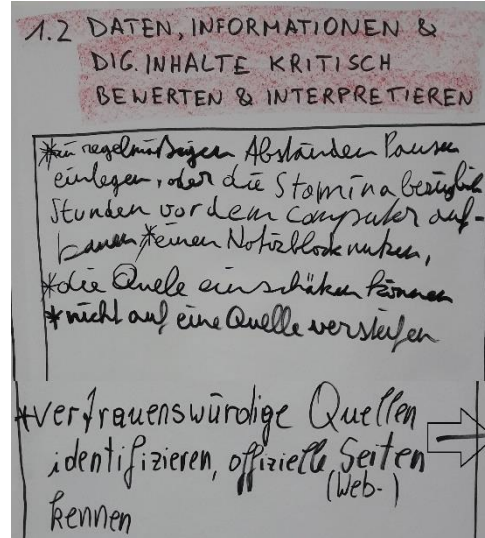 1.2 DATEN, INFORMATIONEN &
DIG. INHALTE KRITISCH
BEWERTEN & INTERPRETIEREN
*in regelmäßigen Abständen Pausen
einlegen, oder die Stamina bezüglich
Stunden vor dem Computer auf-
bauen *einen Notizblock nutzen,
*die Quelle einschäken können
*nicht auf eine Quelle versteifen
*vertrauenswürdige Quellen
identifizieren, offizielle Seiten
(Web-)
kennen